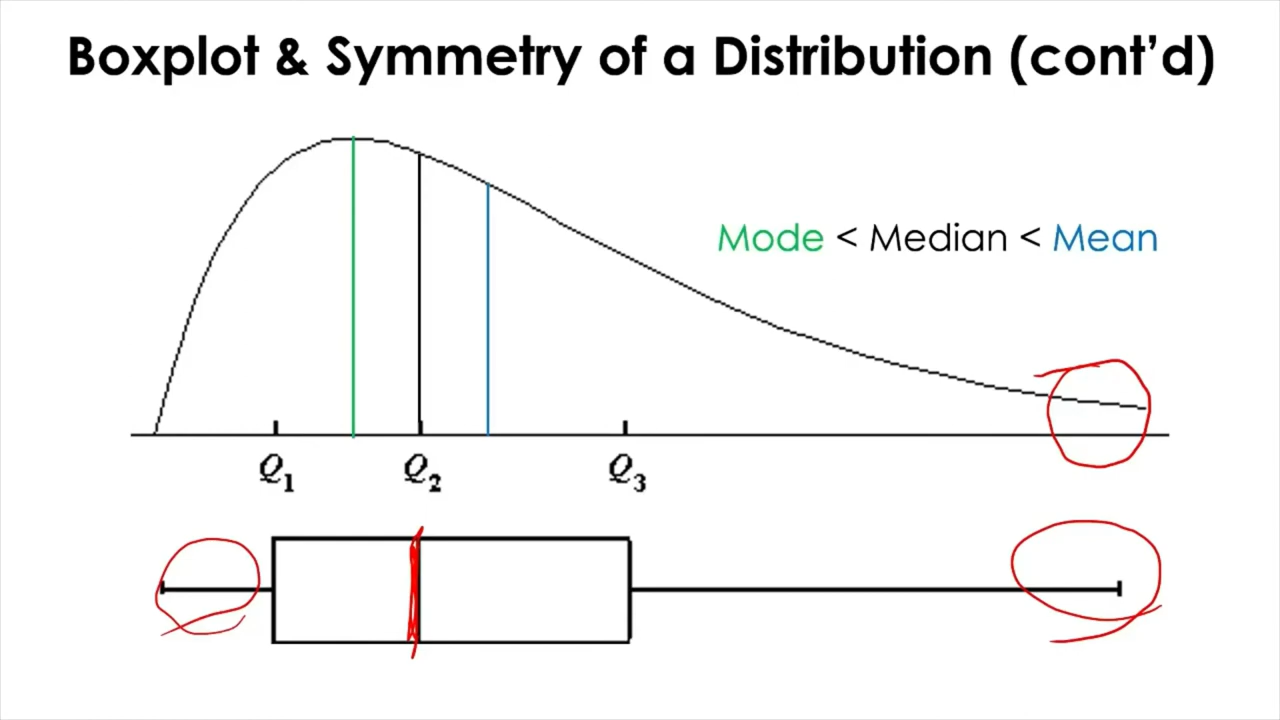 Boxplot & Symmetry of a Distribution (cont’d)
Mode < Median < Mean
Q1 Q2 Q3